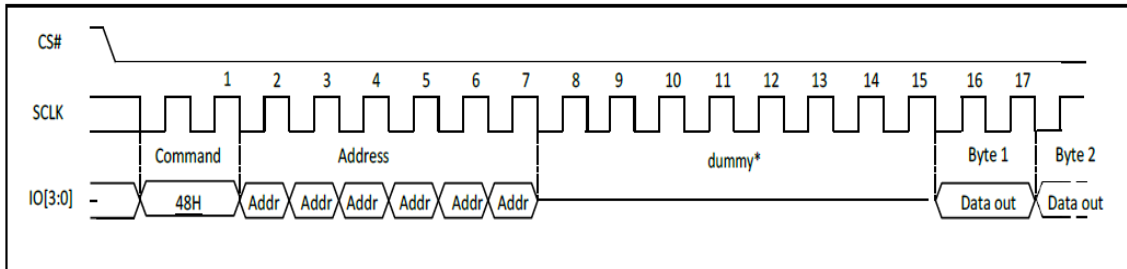 CS#
1 2 3 4 5 6 7 8 9 10 11 12 13 14 15 16 17
SCLK
Command Address dummy* Byte 1 Byte 2
IO[3:0] 48H Addr Addr Addr Addr Addr Addr Data out Data out